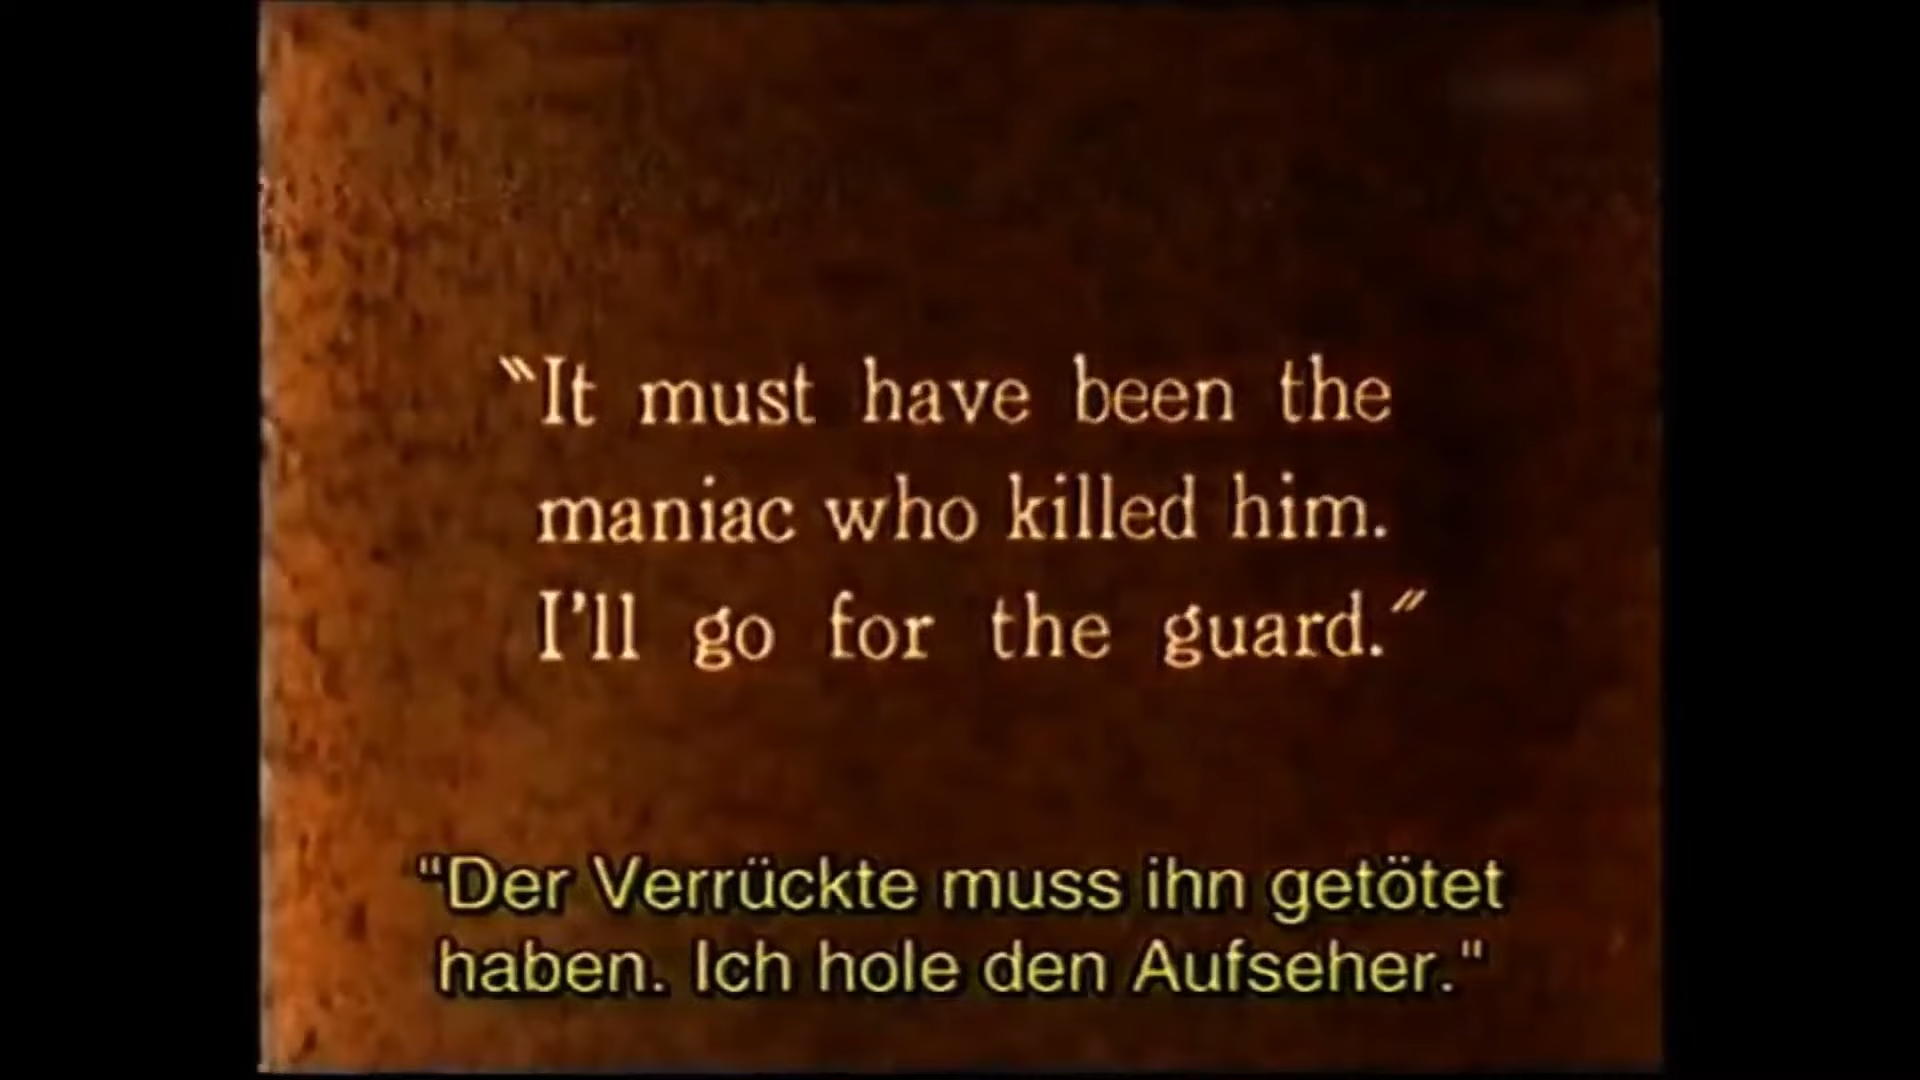 “It must have been the
maniac who killed him.
I’ll go for the guard.”
"Der Verrückte muss ihn getötet
haben. Ich hole den Aufseher."